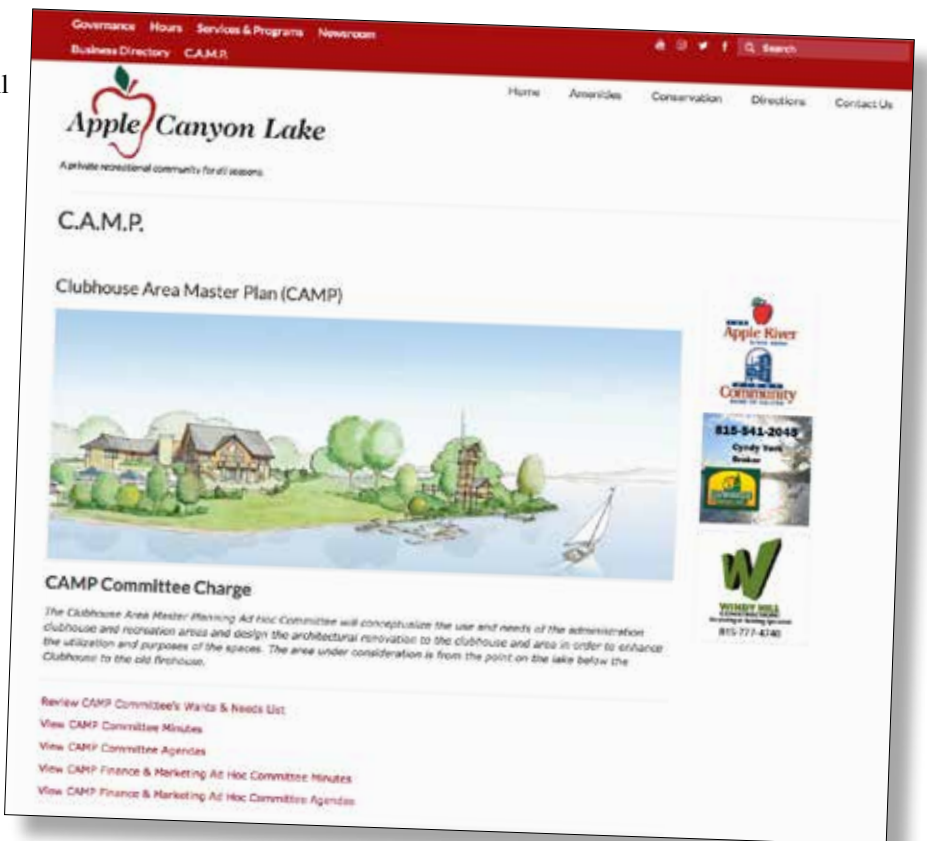 Governance Hours Services & Programs Newsroom
Business Directory C.A.M.P.
Search
Home Amenities Conservation Directions Contact Us
Apple Canyon Lake
A private recreational community for all seasons
C.A.M.P.
Clubhouse Area Master Plan (CAMP)
Apple River
Community
815-541-2045
Cyndy York
Broker
CAMP Committee Charge
The Clubhouse Area Master Planning Ad Hoc Committee will conceptualize the use and needs of the administration
clubhouse and recreation areas and design the architectural renovation to the clubhouse and area in order to enhance
the utilization and purposes of the spaces. The area under consideration is from the point on the lake below the
Clubhouse to the old firehouse.
WINDY HILL
815-777-4740
Review CAMP Committee's Wants & Needs List
View CAMP Committee Minutes
View CAMP Committee Agendas
View CAMP Finance & Marketing Ad Hoc Committee Minutes
View CAMP Finance & Marketing Ad Hoc Committee Agendas